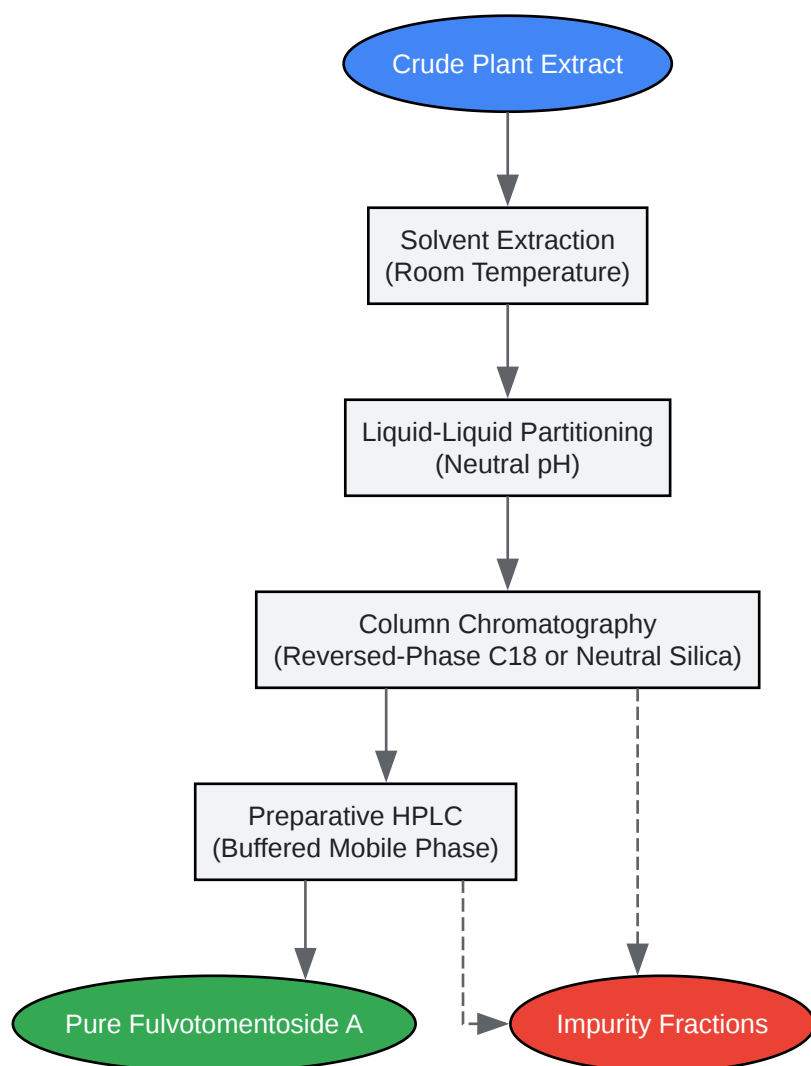 Crude Plant Extract
Solvent Extraction
(Room Temperature)
Liquid-Liquid Partitioning
(Neutral pH)
Column Chromatography
(Reversed-Phase C18 or Neutral Silica)
Preparative HPLC
(Buffered Mobile Phase)
Pure Fulvotomentoside A
Impurity Fractions